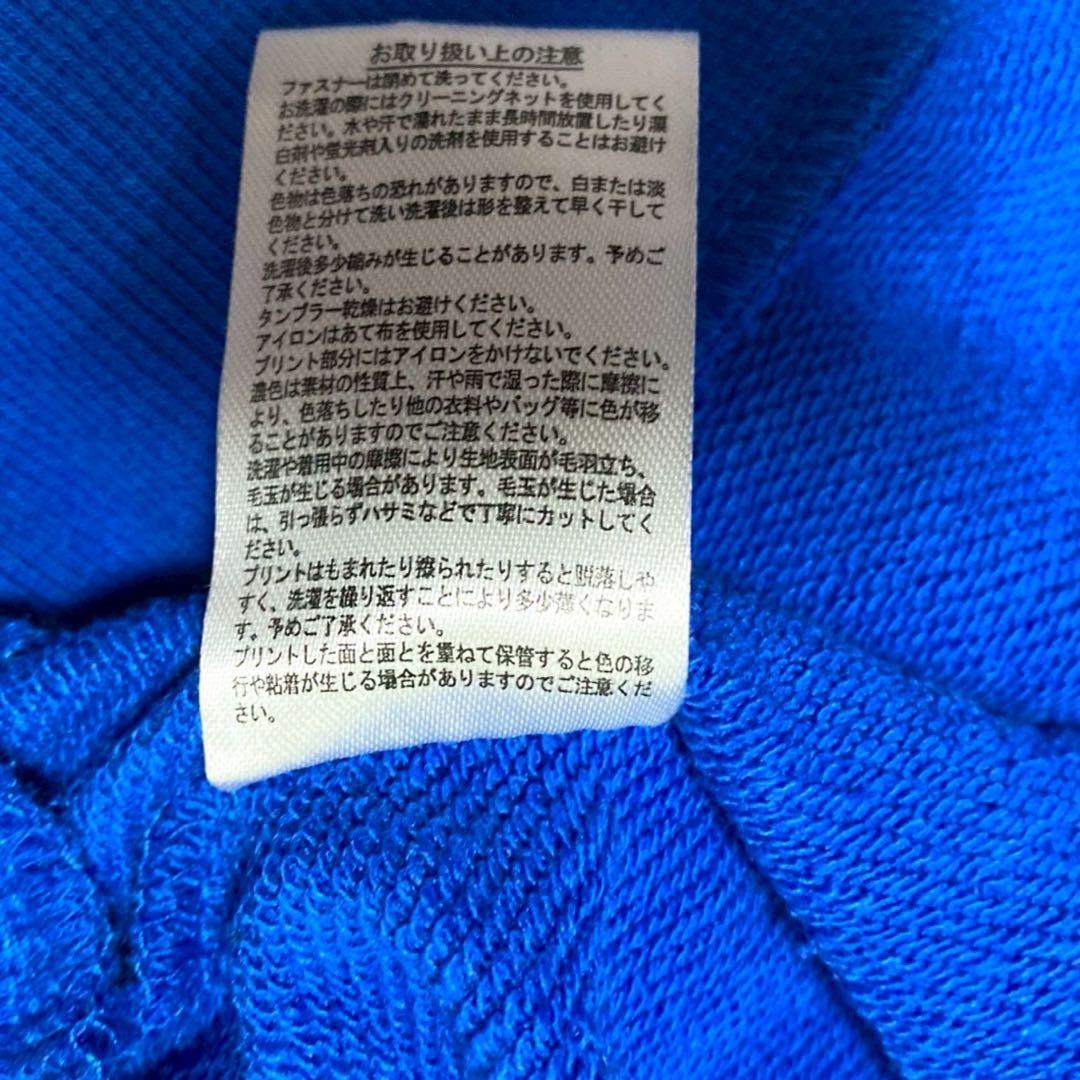 お取り扱い上の注意
ファスナーは閉めて洗ってください。
お洗濯の際にはクリーニングネットを使用してく
ださい。水や汗で濡れたまま長時間放置したり漂
白剤や蛍光剤入りの洗剤を使用することはお避け
ください。
色物は色落ちの恐れがありますので、白または淡
色物と分けて洗い洗濯後は形を整えて早く干して
ください。
洗濯後多少縮みが生じることがあります。予めご
了承ください。
タンブラー乾燥はお避けください。
アイロンはあて布を使用してください。
プリント部分にはアイロンをかけないでください。
濃色は素材の性質上、汗や雨で湿った際に摩擦に
より、色落ちしたり他の衣料やバッグ等に色が移
ることがありますのでご注意ください。
洗濯や着用中の摩擦により生地表面が毛羽立ち、
毛玉が生じる場合があります。毛玉が生じた場合
は、引っ張らずハサミなどで丁寧にカットしてく
ださい。
プリントはもまれたり擦られたりすると脱落しや
すく、洗濯を繰り返すことにより多少薄くなりま
す。予めご了承ください。
プリントした面と面とを重ねて保管すると色の移
行や粘着が生じる場合がありますのでご注意くだ
さい。